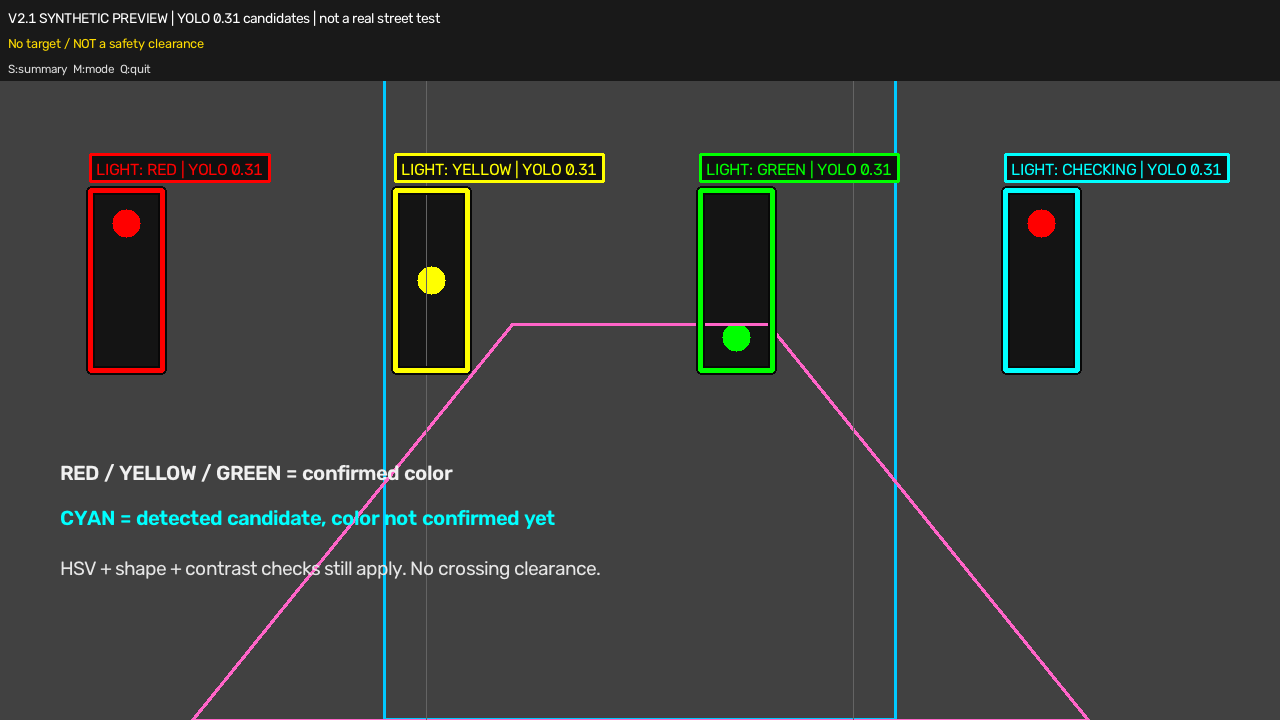 V2.1 SYNTHETIC PREVIEW | YOLO 0.31 candidates | not a real street test
No target / NOT a safety clearance
S:summary M:mode Q:quit
LIGHT: RED | YOLO 0.31
LIGHT: YELLOW | YOLO 0.31
LIGHT: GREEN | YOLO 0.31
LIGHT: CHECKING | YOLO 0.31
RED / YELLOW / GREEN = confirmed color
CYAN = detected candidate, color not confirmed yet
HSV + shape + contrast checks still apply. No crossing clearance.